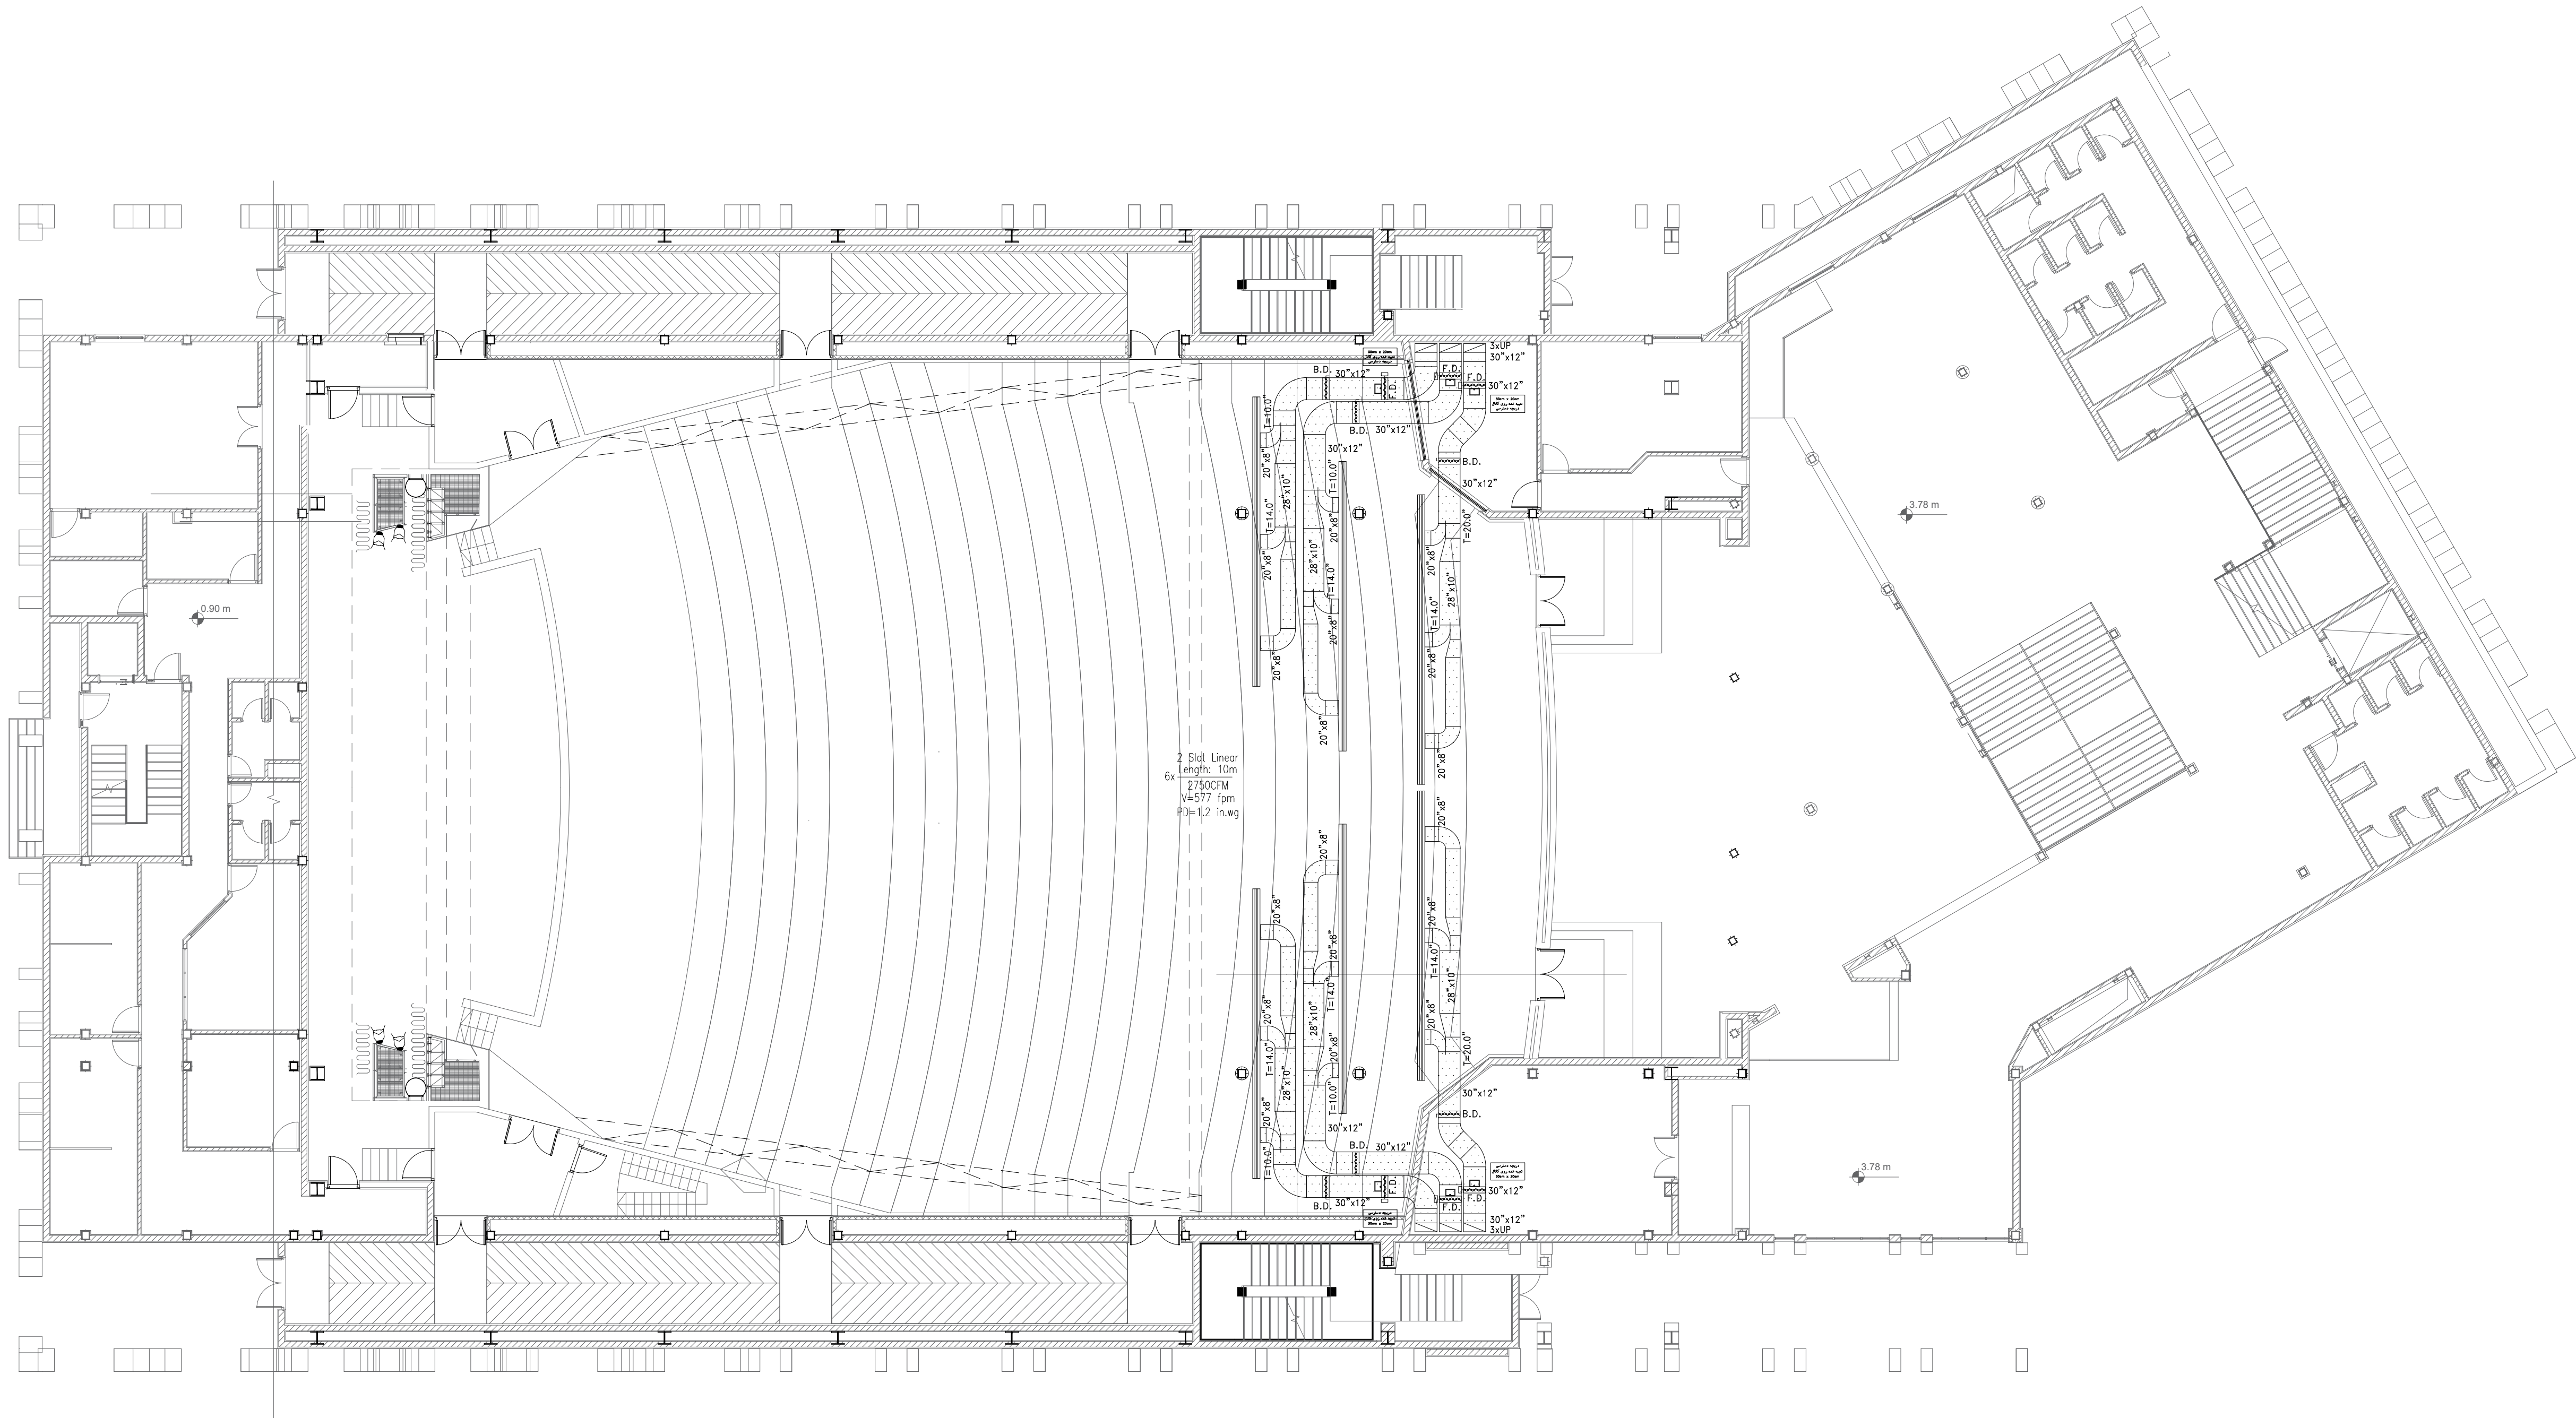 3xUP
30"x12"
F.D.
F.D.
30"x12"
B.D.
30"x12"
F.D.
B.D.
30"x12"
30"x12"
B.D.
30"x12"
T=10.0"
20"x8"
T=14.0"
28"x10"
20"x8"
20"x8"
T=10.0"
20"x8"
28"x10"
T=14.0"
20"x8"
20"x8"
T=20.0"
20"x8"
28"x10"
T=14.0"
20"x8"
20"x8"
3.78 m
0.90 m
2 Slot Linear
Length: 10m
6x
2750CFM
V=577 fpm
PD=1.2 in.wg
20"x8"
20"x8"
20"x8"
20"x8"
20"x8"
T=14.0"
T=14.0"
28"x10"
28"x10"
28"x10"
20"x8"
20"x8"
20"x8"
T=14.0"
T=20.0"
T=10.0"
20"x8"
T=10.0"
30"x12"
B.D.
30"x12"
B.D.
30"x12"
30"x12"
B.D.
30"x12"
F.D.
F.D.
F.D.
30"x12"
30"x12"
3xUP
3.78 m